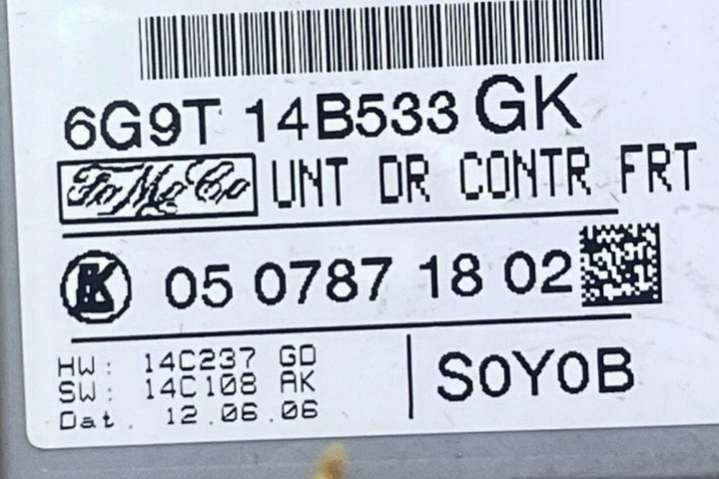 6G9T 14B533 GK
FoMoCo UNT DR CONTR FRT
K 05 0787 18 02
HW: 14C237 GD
SW: 14C108 AK
Dat. 12.06.06
S0Y0B